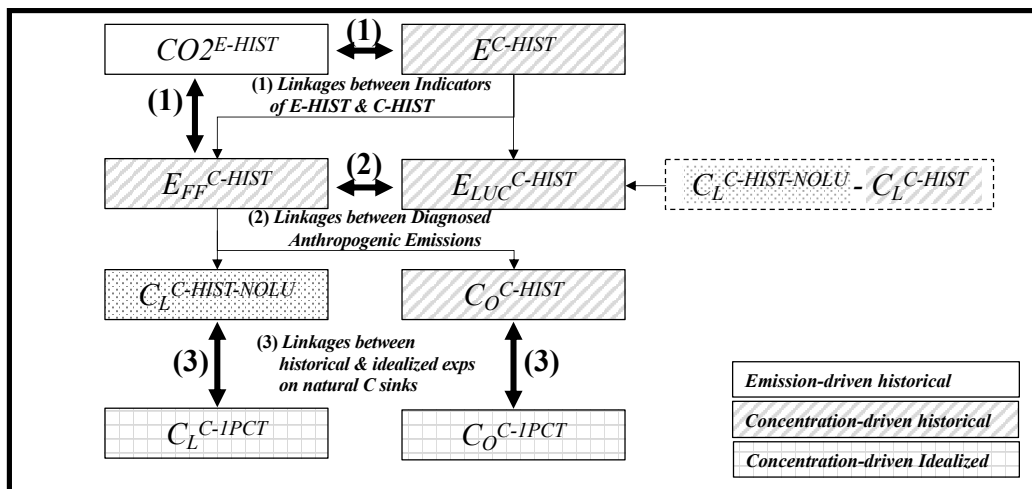 CO2^E-HIST (1) E^C-HIST
(1) Linkages between Indicators
of E-HIST & C-HIST
(1)
E_FF^C-HIST (2) E_LUC^C-HIST C_L^C-HIST-NOLU - C_L^C-HIST
(2) Linkages between Diagnosed
Anthropogenic Emissions
C_L^C-HIST-NOLU C_O^C-HIST
(3) (3) Linkages between
historical & idealized exps
on natural C sinks
(3)
C_L^C-1PCT C_O^C-1PCT
Emission-driven historical
Concentration-driven historical
Concentration-driven Idealized